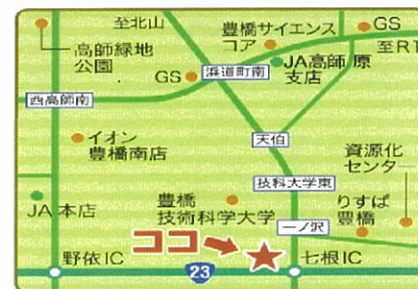 至北山
豊橋サイエンス
コア
GS
至R1
高師緑地
公園
GS
浜道町南
JA高師 原
支店
西高師南
イオン
豊橋南店
天伯
資源化
センタ
技科大学東
JA 本店
豊橋
技術科学大学
りすぱ
豊橋
一ノ沢
ココ
野依IC
23
七根IC